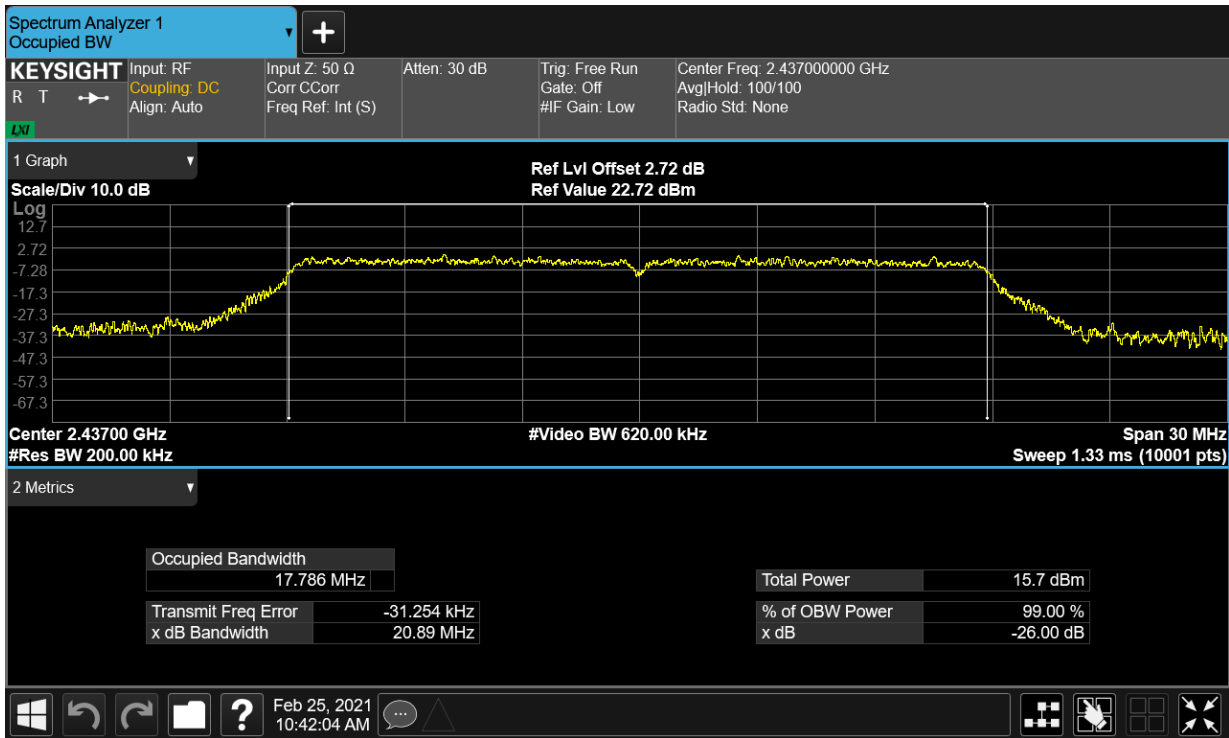 Spectrum Analyzer 1
Occupied BW
KEYSIGHT
R T
LXI
Input: RF
Coupling: DC
Align: Auto
Input Z: 50 Ω
Corr CCorr
Freq Ref: Int (S)
Atten: 30 dB
Trig: Free Run
Gate: Off
#IF Gain: Low
Center Freq: 2.437000000 GHz
Avg|Hold: 100/100
Radio Std: None
1 Graph
Scale/Div 10.0 dB
Ref Lvl Offset 2.72 dB
Ref Value 22.72 dBm
Log
12.7
2.72
-7.28
-17.3
-27.3
-37.3
-47.3
-57.3
-67.3
Center 2.43700 GHz
#Video BW 620.00 kHz
Span 30 MHz
#Res BW 200.00 kHz
Sweep 1.33 ms (10001 pts)
2 Metrics
Occupied Bandwidth
17.786 MHz
Total Power 15.7 dBm
Transmit Freq Error -31.254 kHz
% of OBW Power 99.00 %
x dB Bandwidth 20.89 MHz
x dB -26.00 dB
?
Feb 25, 2021
10:42:04 AM